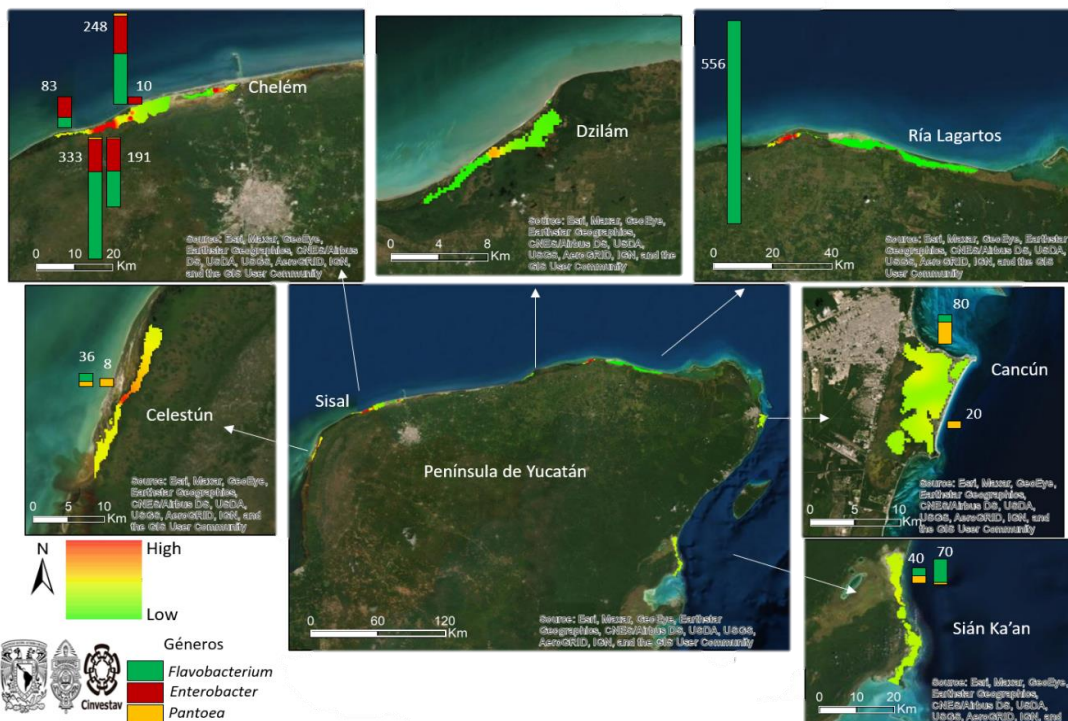 248
83
10
Chelém
333
191
0 10 20
Km
Source: Esri, Maxar, GeoEye,
Earthstar Geographics, CNES/Airbus
DS, USDA, USGS, AeroGRID, IGN,
and the GIS User Community
Dzilám
0 4 8
Km
Source: Esri, Maxar, GeoEye,
Earthstar Geographics,
CNES/Airbus DS, USDA,
USGS, AeroGRID, IGN, and the
GIS User Community
556
Ría Lagartos
0 20 40
Km
Source: Esri, Maxar, GeoEye, Earthstar
Geographics, CNES/Airbus DS, USDA,
USGS, AeroGRID, IGN, and the GIS
User Community
36
8
Celestún
0 5 10
Km
Source: Esri, Maxar, GeoEye,
Earthstar Geographics,
CNES/Airbus DS, USDA,
USGS, AeroGRID, IGN, and
the GIS User Community
Sisal
Península de Yucatán
0 60 120
Km
Source: Esri, Maxar, GeoEye, Earthstar
Geographics, CNES/Airbus DS, USDA, USGS,
AeroGRID, IGN, and the GIS User Community
80
Cancún
20
0 5 10
Km
Source: Esri, Maxar, GeoEye,
Earthstar Geographics,
CNES/Airbus DS, USDA,
USGS, AeroGRID, IGN, and
the GIS User Community
40
70
Sián Ka'an
0 10 20
Km
Source: Esri, Maxar, GeoEye,
Earthstar Geographics,
CNES/Airbus DS, USDA,
USGS, AeroGRID, IGN, and
N
High
Low
Cinvestav
Géneros
Flavobacterium
Enterobacter
Pantoea